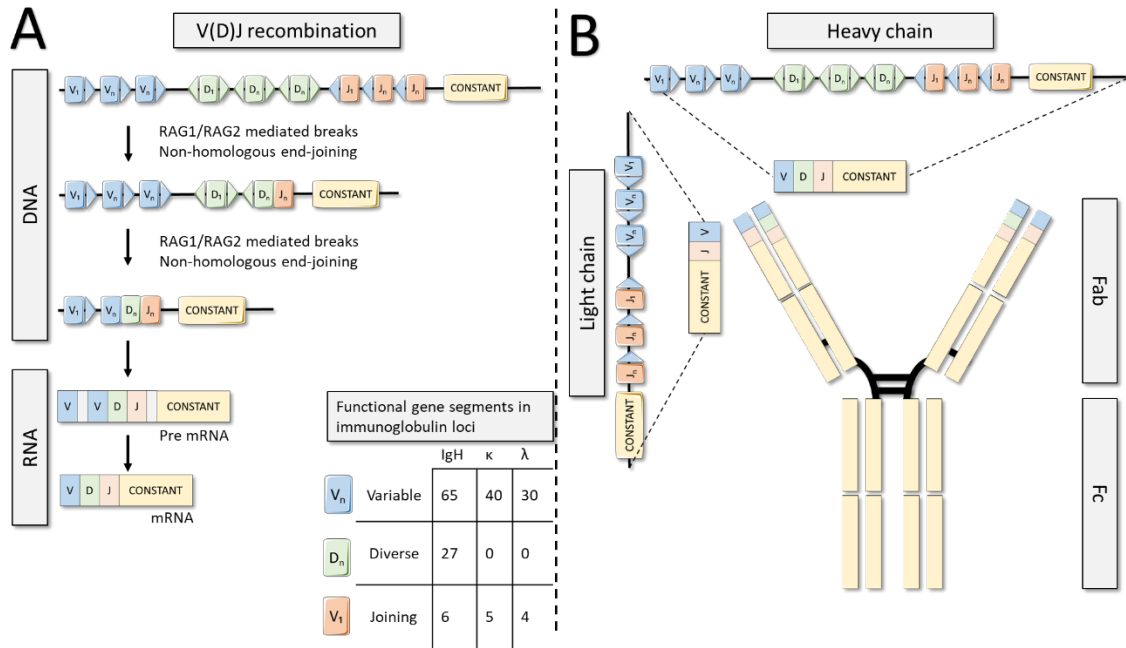 A
V(D)J recombination
DNA
V1 Vn Vn D1 Dn Dn J1 Jn Jn CONSTANT
RAG1/RAG2 mediated breaks
Non-homologous end-joining
V1 Vn Vn D1 Dn Jn CONSTANT
RAG1/RAG2 mediated breaks
Non-homologous end-joining
V1 Vn Dn Jn CONSTANT
RNA
V V D J CONSTANT
Pre mRNA
V D J CONSTANT
mRNA
Functional gene segments in
immunoglobulin loci
IgH κ λ
Vn Variable 65 40 30
Dn Diverse 27 0 0
V1 Joining 6 5 4
B
Heavy chain
V1 Vn Vn D1 Dn Dn J1 Jn Jn CONSTANT
V D J CONSTANT
Light chain
V1 Vn Vn J1 Jn Jn CONSTANT
V J CONSTANT
Fab
Fc